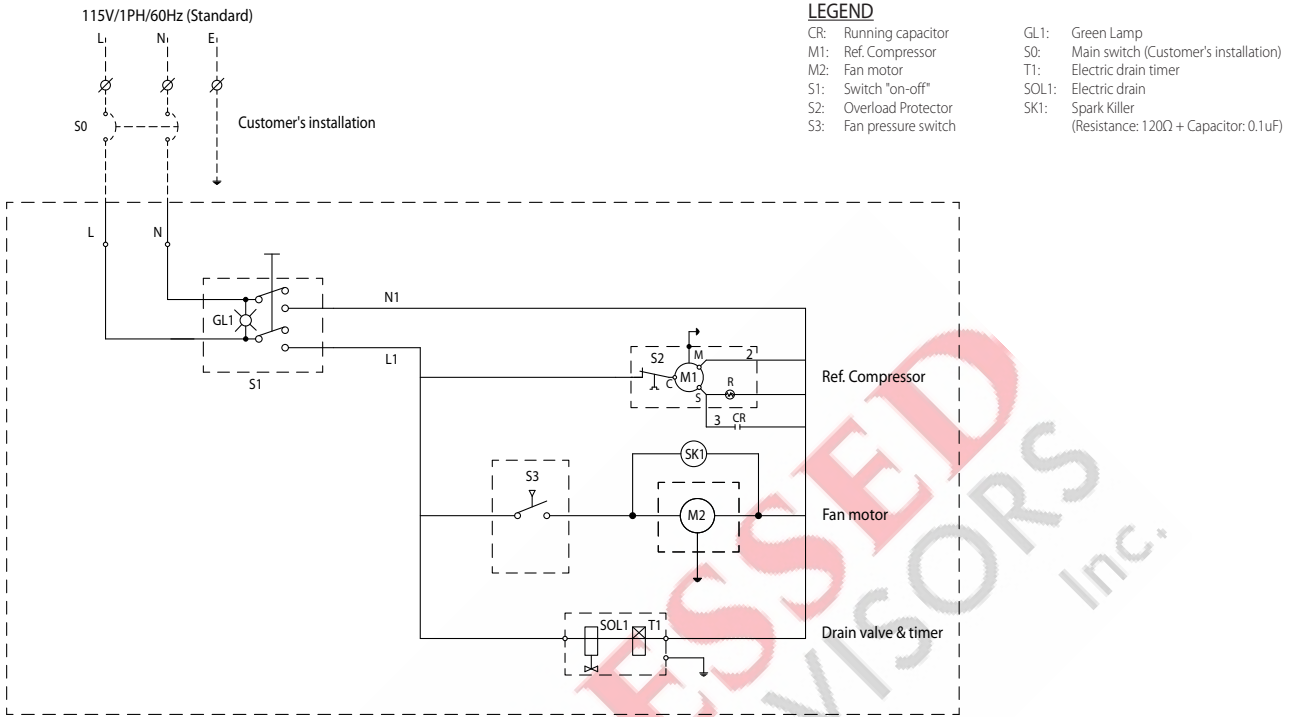 115V/1PH/60Hz (Standard)
L N E
S0
Customer's installation
LEGEND
CR: Running capacitor
M1: Ref. Compressor
M2: Fan motor
S1: Switch "on-off"
S2: Overload Protector
S3: Fan pressure switch
GL1: Green Lamp
S0: Main switch (Customer's installation)
T1: Electric drain timer
SOL1: Electric drain
SK1: Spark Killer
(Resistance: 120Ω + Capacitor: 0.1uF)
L N
N1
GL1
L1
S1
S2 M 2
C M1 R
S
3 CR
Ref. Compressor
SK1
S3
M2
Fan motor
SOL1 T1
Drain valve & timer
ESSED
VISORS
Inc.